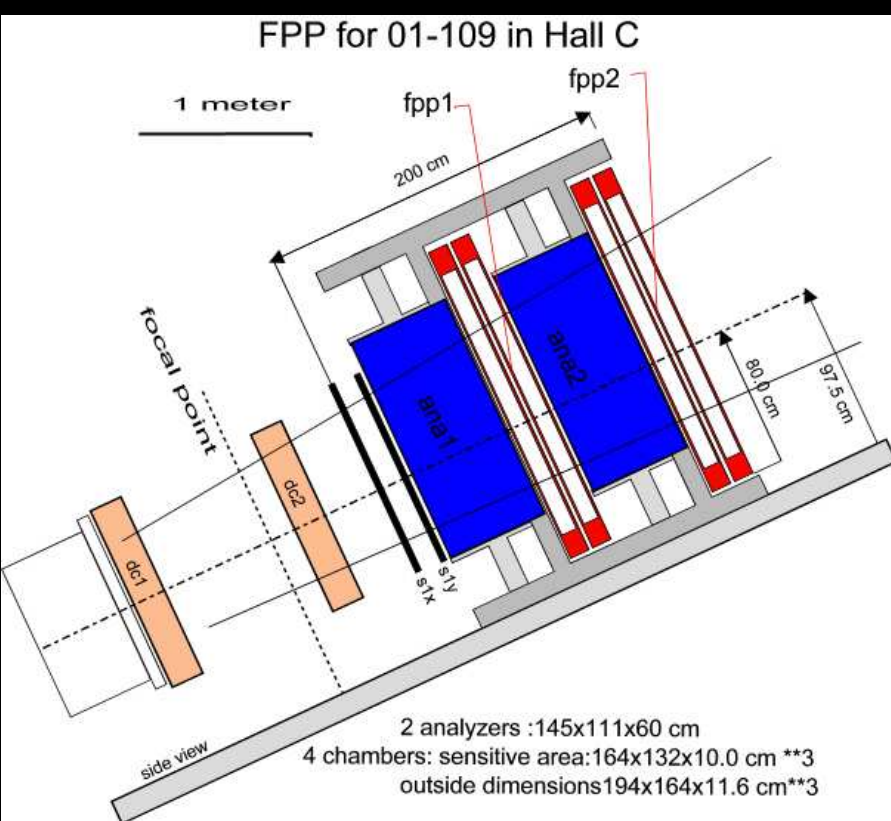 FPP for 01-109 in Hall C
1 meter
fpp1
fpp2
200 cm
focal point
ana1
ana2
80.0 cm
97.5 cm
dc2
dc1
s1x
s1y
side view
2 analyzers :145x111x60 cm
4 chambers: sensitive area:164x132x10.0 cm **3
outside dimensions194x164x11.6 cm**3